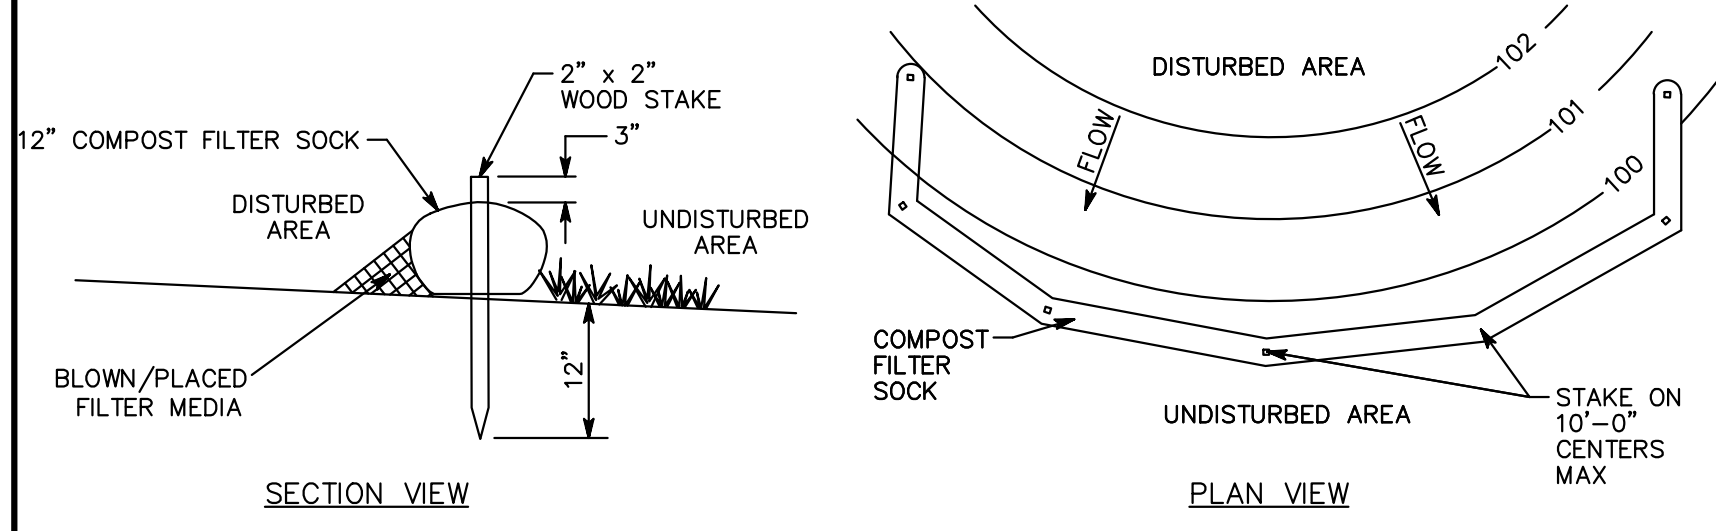 2” x 2”
WOOD STAKE
3”
12” COMPOST FILTER SOCK
DISTURBED
AREA
UNDISTURBED
AREA
12”
BLOWN/PLACED
FILTER MEDIA
SECTION VIEW
DISTURBED AREA
102
101
100
FLOW
FLOW
COMPOST
FILTER
SOCK
UNDISTURBED AREA
STAKE ON
10’–0”
CENTERS
MAX
PLAN VIEW